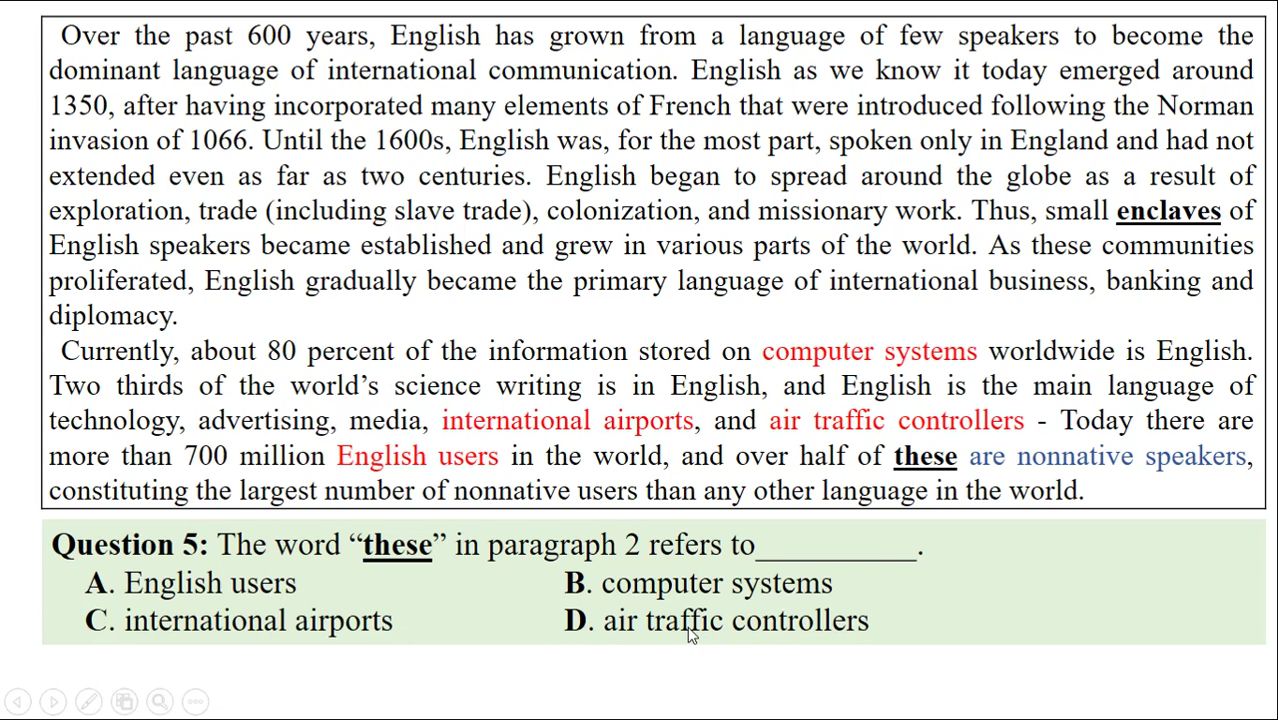 Over the past 600 years, English has grown from a language of few speakers to become the
dominant language of international communication. English as we know it today emerged around
1350, after having incorporated many elements of French that were introduced following the Norman
invasion of 1066. Until the 1600s, English was, for the most part, spoken only in England and had not
extended even as far as two centuries. English began to spread around the globe as a result of
exploration, trade (including slave trade), colonization, and missionary work. Thus, small enclaves of
English speakers became established and grew in various parts of the world. As these communities
proliferated, English gradually became the primary language of international business, banking and
diplomacy.
Currently, about 80 percent of the information stored on computer systems worldwide is English.
Two thirds of the world’s science writing is in English, and English is the main language of
technology, advertising, media, international airports, and air traffic controllers - Today there are
more than 700 million English users in the world, and over half of these are nonnative speakers,
constituting the largest number of nonnative users than any other language in the world.
Question 5: The word “these” in paragraph 2 refers to__________.
A. English users B. computer systems
C. international airports D. air traffic controllers